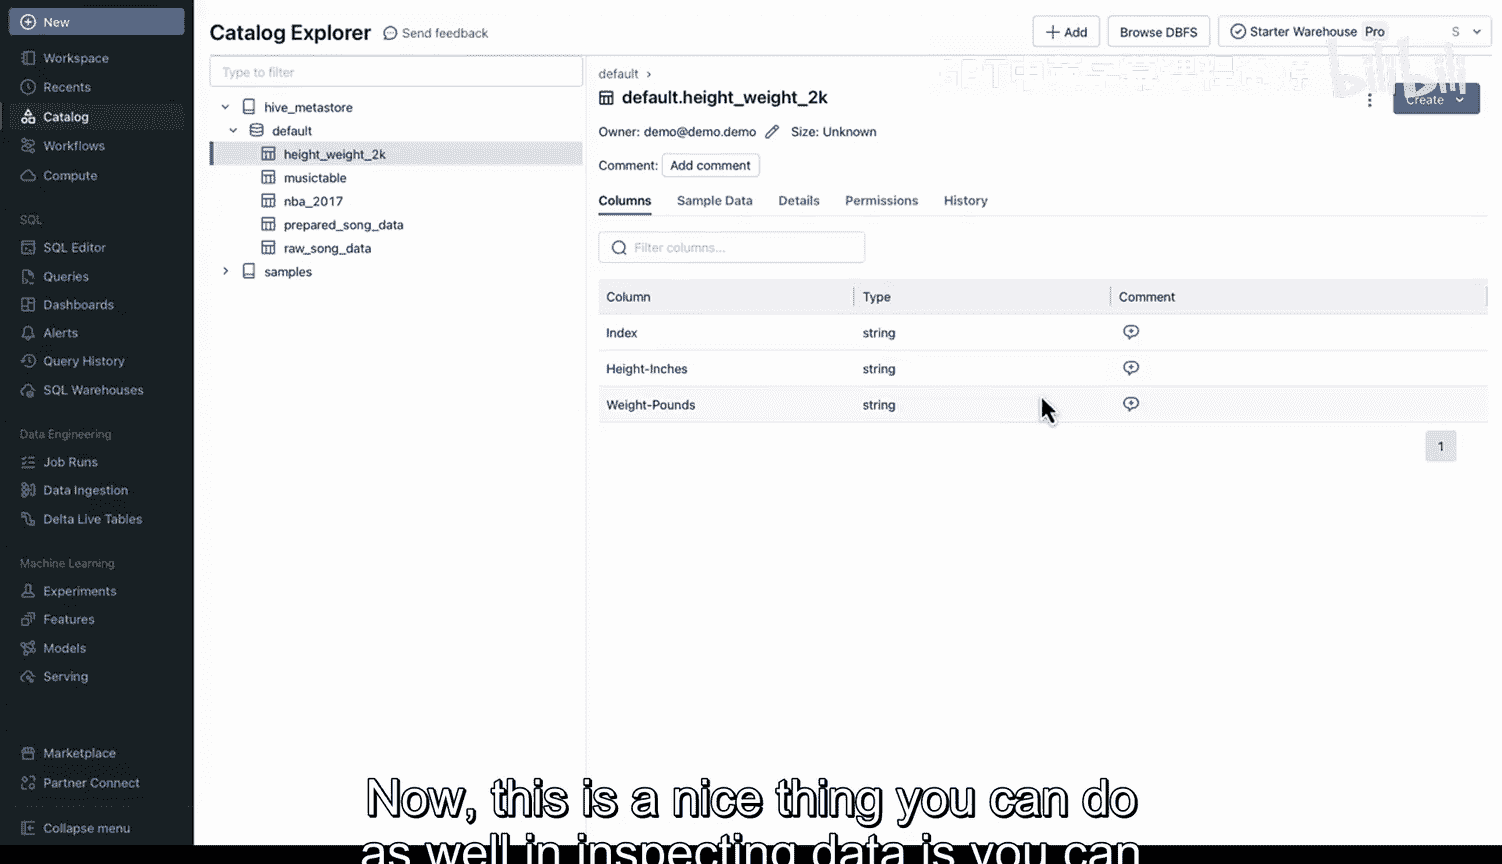 New
Workspace
Recents
Catalog
Workflows
Compute
SQL
SQL Editor
Queries
Dashboards
Alerts
Query History
SQL Warehouses
Data Engineering
Job Runs
Data Ingestion
Delta Live Tables
Machine Learning
Experiments
Features
Models
Serving
Marketplace
Partner Connect
Collapse menu
Catalog Explorer Send feedback
Add Browse DBFS Starter Warehouse Pro S
Type to filter
hive_metastore
default
height_weight_2k
musictable
nba_2017
prepared_song_data
raw_song_data
samples
default ›
default.height_weight_2k
bilibili
Create
Owner: demo@demo.demo Size: Unknown
Comment: Add comment
Columns Sample Data Details Permissions History
Filter columns...
Column Type Comment
Index string
Height-Inches string
Weight-Pounds string
1
Now, this is a nice thing you can do
as well in inspecting data is you can